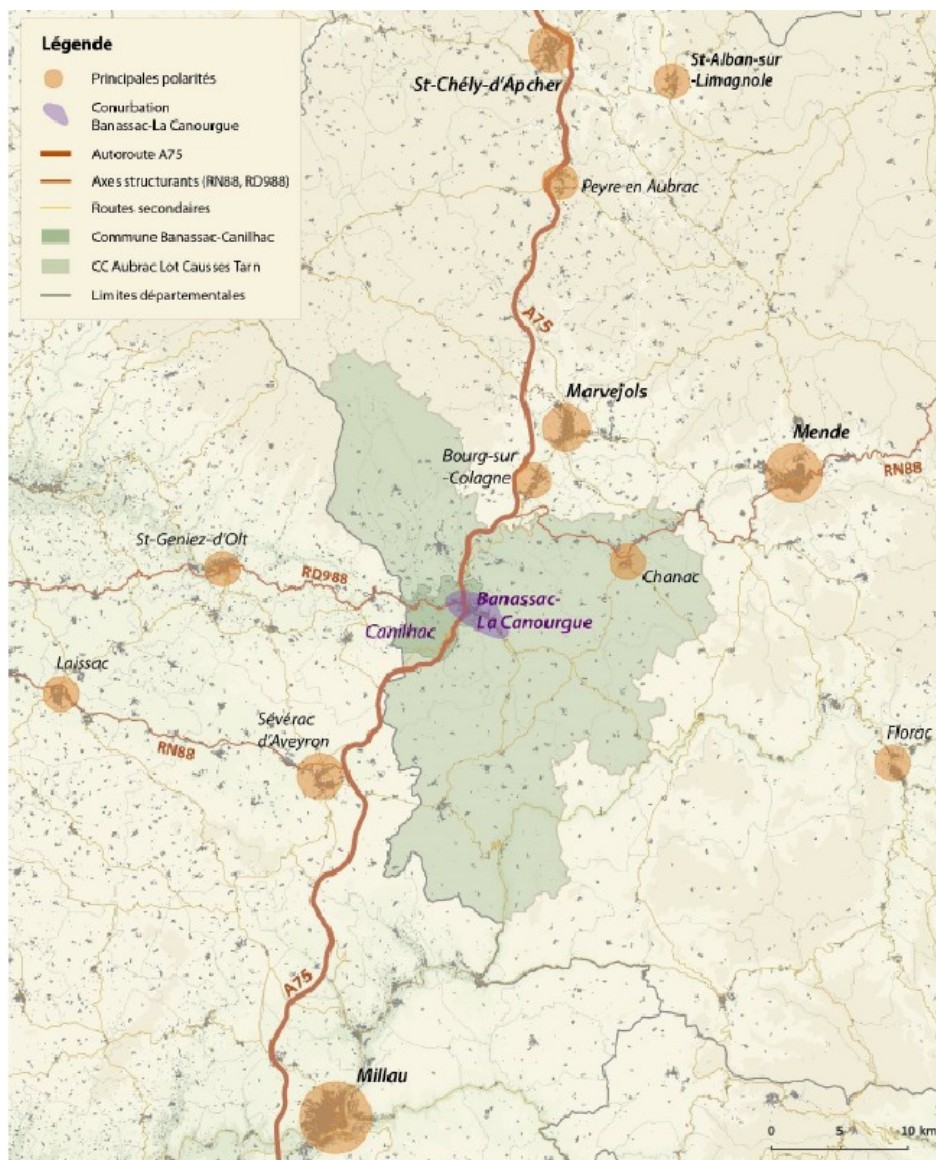 Légende
Principales polarités
Conurbation
Banassac-La Canourgue
Autoroute A75
Axes structurants (RN88, RD988)
Routes secondaires
Commune Banassac-Canilhac
CC Aubrac Lot Causses Tarn
Limites départementales
St-Chély-d'Apcher
St-Alban-sur
-Limagnole
Peyre en Aubrac
A75
Marvejols
Mende
Bourg-sur
-Colagne
RN88
St-Geniez-d'Olt
RD988
Chanac
Banassac-
La Canourgue
Canilhac
Laissac
Sévérac
d'Aveyron
RN88
Florac
A75
Millau
0 5 10 km